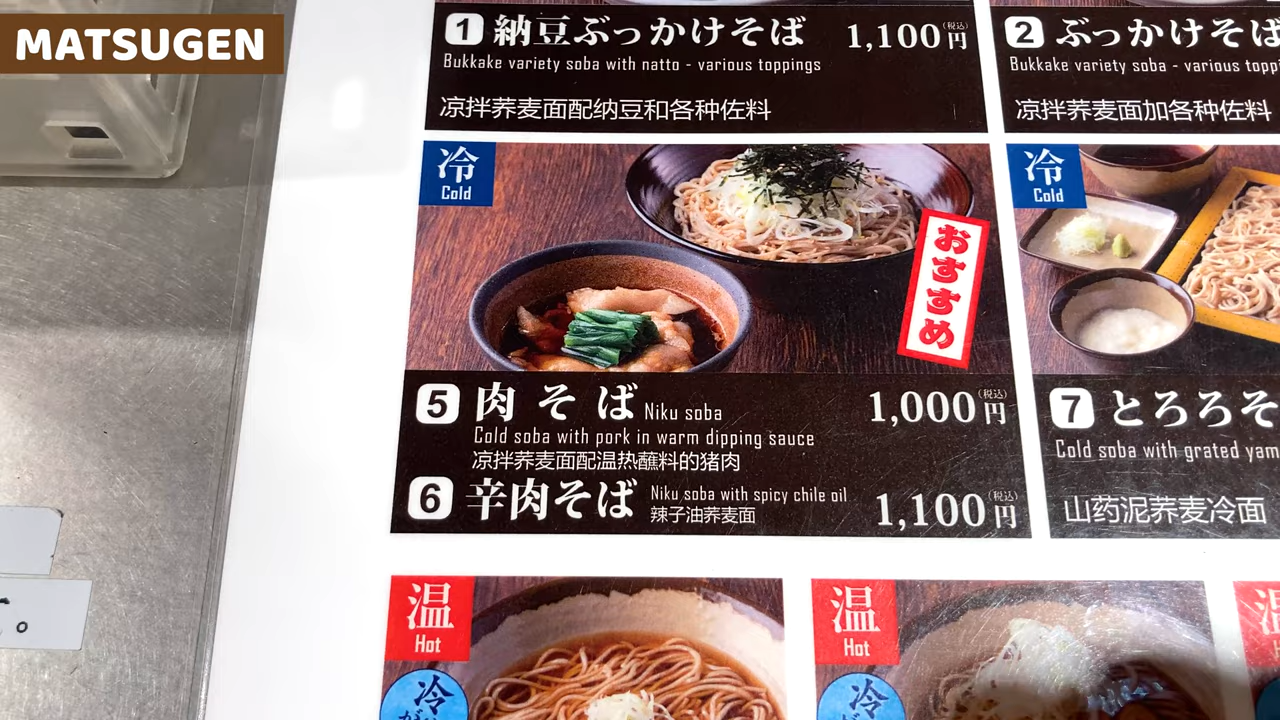 MATSUGEN
1 納豆ぶっかけそば 1,100円(税込)
Bukkake variety soba with natto - various toppings
凉拌荞麦面配纳豆和各种佐料
2 ぶっかけそば
Bukkake variety soba - various
凉拌荞麦面加各种佐料
冷
Cold
おすすめ
5 肉そば Niku soba 1,000円(税込)
Cold soba with pork in warm dipping sauce
凉拌荞麦面配温热蘸料的猪肉
6 辛肉そば Niku soba with spicy chile oil 1,100円(税込)
辣子油荞麦面
冷
Cold
7 とろろそ
Cold soba with grated yam
山药泥荞麦冷面
温
Hot
冷
温
Hot
冷